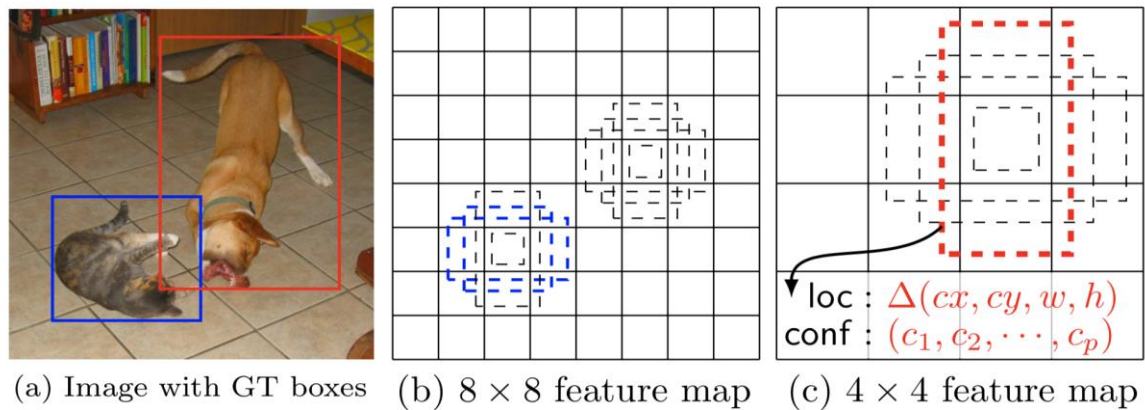 loc : Δ(cx, cy, w, h)
conf : (c₁, c₂, ⋯, cₚ)
(a) Image with GT boxes (b) 8 × 8 feature map (c) 4 × 4 feature map